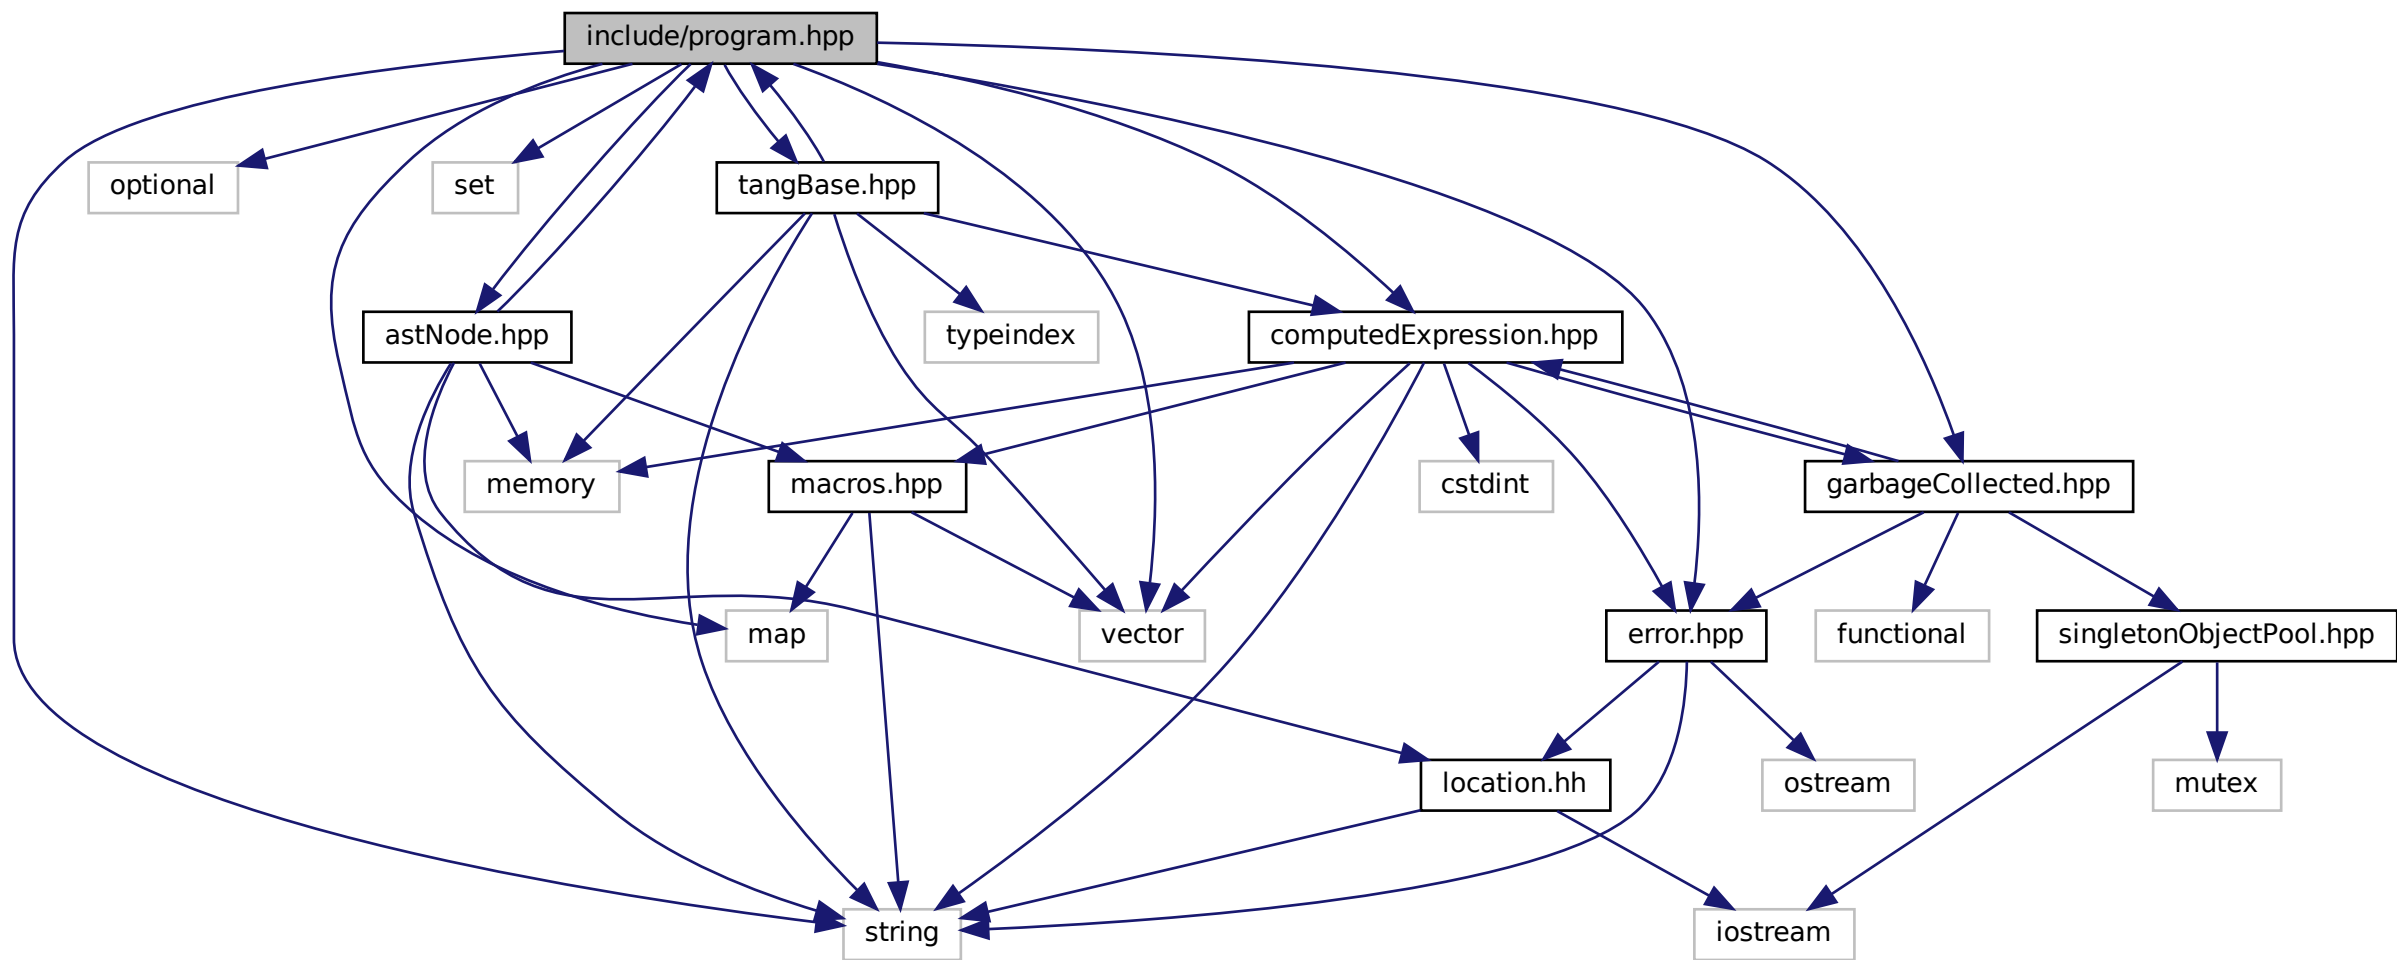 include/program.hpp
optional
set
tangBase.hpp
astNode.hpp
typeindex
computedExpression.hpp
memory
macros.hpp
cstdint
garbageCollected.hpp
map
vector
error.hpp
functional
singletonObjectPool.hpp
location.hh
ostream
mutex
string
iostream